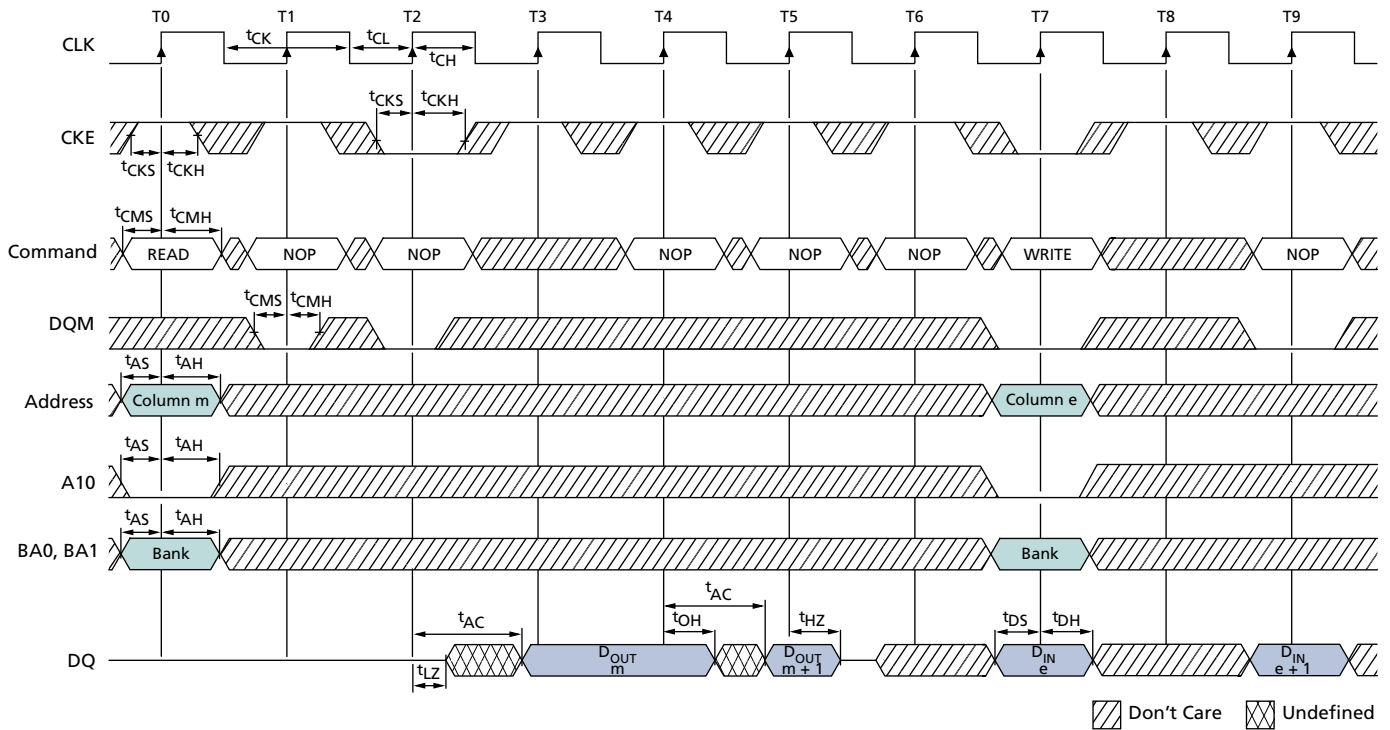 T0 T1 T2 T3 T4 T5 T6 T7 T8 T9
CLK
tCK tCL
tCH
tCKS tCKH
CKE
tCKS tCKH
tCMS tCMH
Command READ NOP NOP NOP NOP NOP WRITE NOP
tCMS tCMH
DQM
tAS tAH
Address Column m Column e
tAS tAH
A10
tAS tAH
BA0, BA1 Bank Bank
tAC
tAC tOH tHZ tDS tDH
DQ DOUT m DOUT m + 1 DIN e DIN e + 1
tLZ
Don't Care Undefined